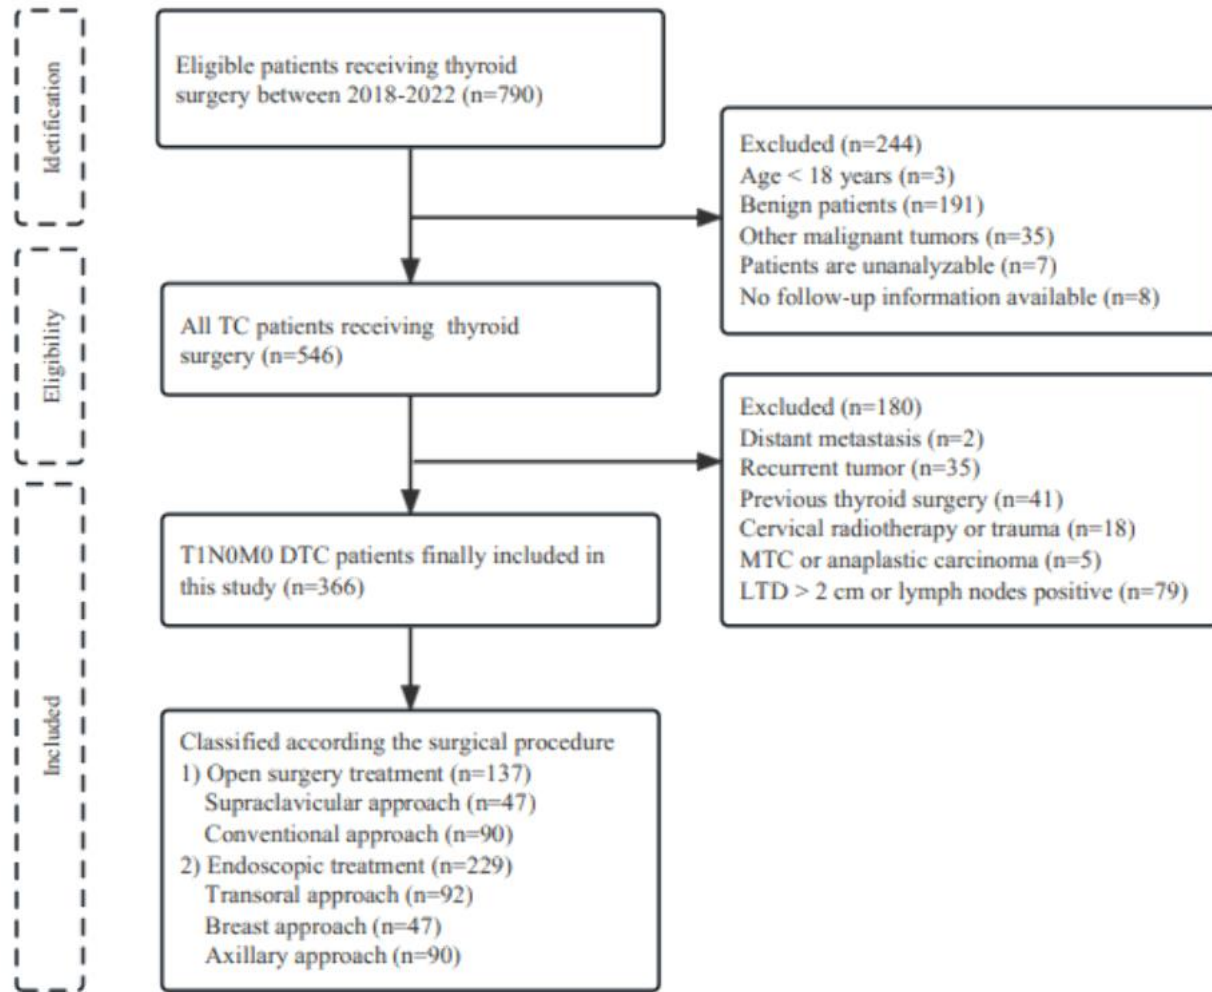 Idetification
Eligible patients receiving thyroid
surgery between 2018-2022 (n=790)
Excluded (n=244)
Age < 18 years (n=3)
Benign patients (n=191)
Other malignant tumors (n=35)
Patients are unanalyzable (n=7)
No follow-up information available (n=8)
Eligibility
All TC patients receiving thyroid
surgery (n=546)
Excluded (n=180)
Distant metastasis (n=2)
Recurrent tumor (n=35)
Previous thyroid surgery (n=41)
Cervical radiotherapy or trauma (n=18)
MTC or anaplastic carcinoma (n=5)
LTD > 2 cm or lymph nodes positive (n=79)
Included
T1N0M0 DTC patients finally included in
this study (n=366)
Classified according the surgical procedure
1) Open surgery treatment (n=137)
Supraclavicular approach (n=47)
Conventional approach (n=90)
2) Endoscopic treatment (n=229)
Transoral approach (n=92)
Breast approach (n=47)
Axillary approach (n=90)